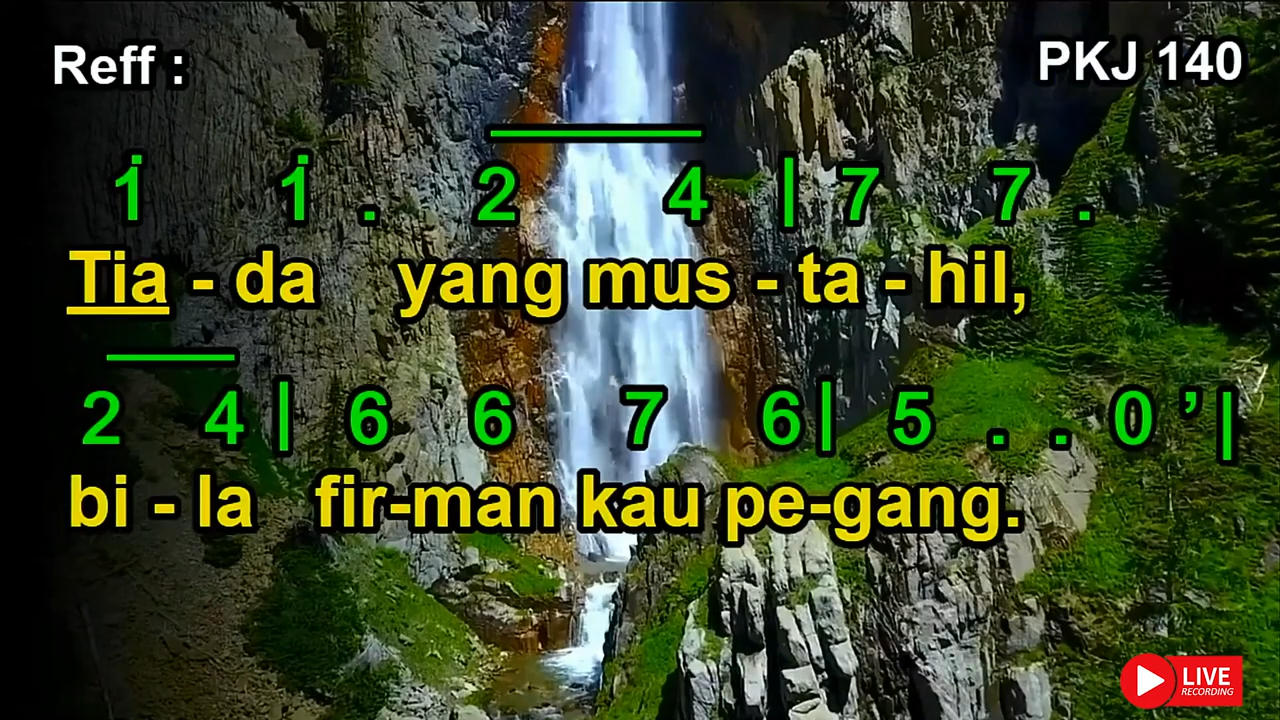 Reff :
PKJ 140
1̇ 1̇ . 2 4 | 7 7 .
Tia - da yang mus - ta - hil,
2 4 | 6 6 7 6 | 5 . . 0 ’ |
bi - la fir-man kau pe-gang.
LIVE
RECORDING